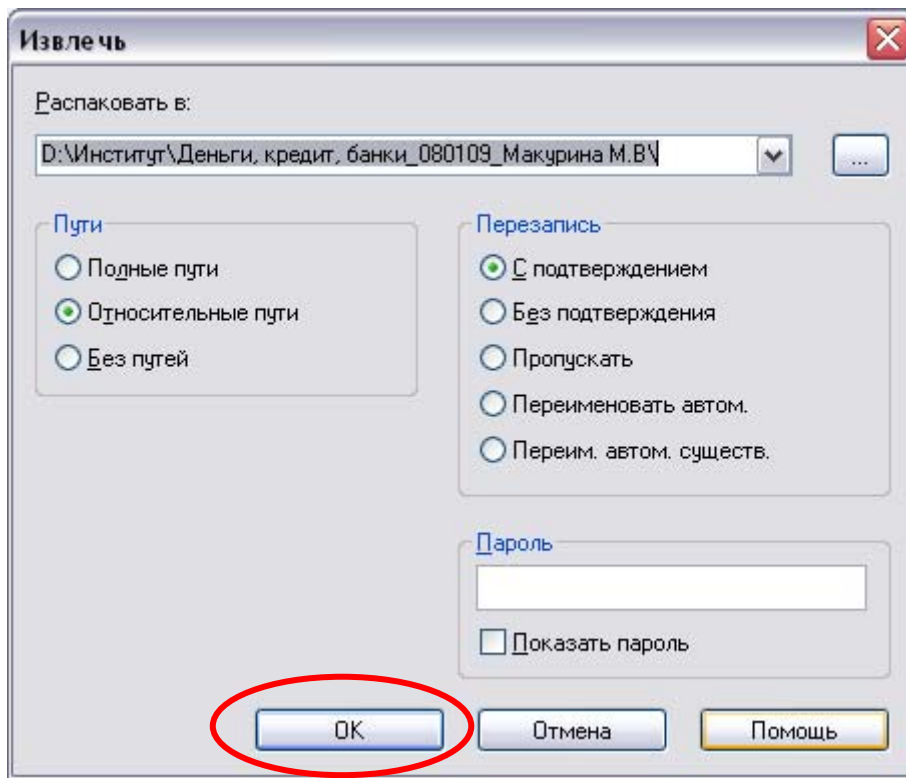 Извлечь
Распаковать в:
D:\Институт\Деньги, кредит, банки_080109_Макурина М.В\
...
Пути
Полные пути
Относительные пути
Без путей
Перезапись
С подтверждением
Без подтверждения
Пропускать
Переименовать автом.
Переим. автом. существ.
Пароль
Показать пароль
OK
Отмена
Помощь